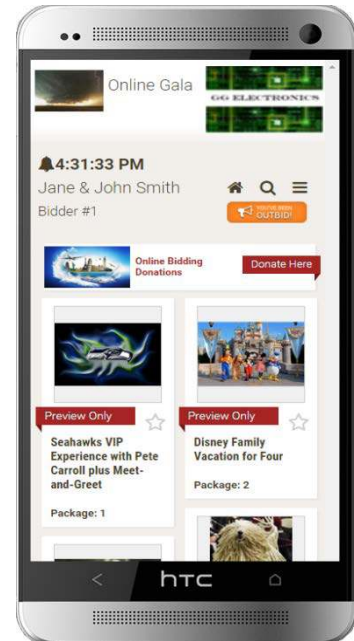 Online Gala
GG ELECTRONICS
4:31:33 PM
Jane & John Smith
Bidder #1
YOU'VE BEEN
OUTBID!
Online Bidding
Donations
Donate Here
Preview Only
Seahawks VIP
Experience with Pete
Carroll plus Meet-
and-Greet
Package: 1
Preview Only
Disney Family
Vacation for Four
Package: 2
hTC